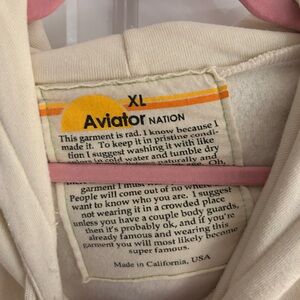 XL
Aviator NATION
This garment is rad. I know because I
made it. To keep it in pristine condi-
tion I suggest washing it with like
colors in cold water and tumble dry
naturally and
garment I must
People will come out of no where
want to know who you are. I suggest
not wearing it in a crowded place
unless you have a couple body guards,
then it's probably ok, and if you're
already famous and wearing this
garment you will most likely become
super famous.
Made in California, USA